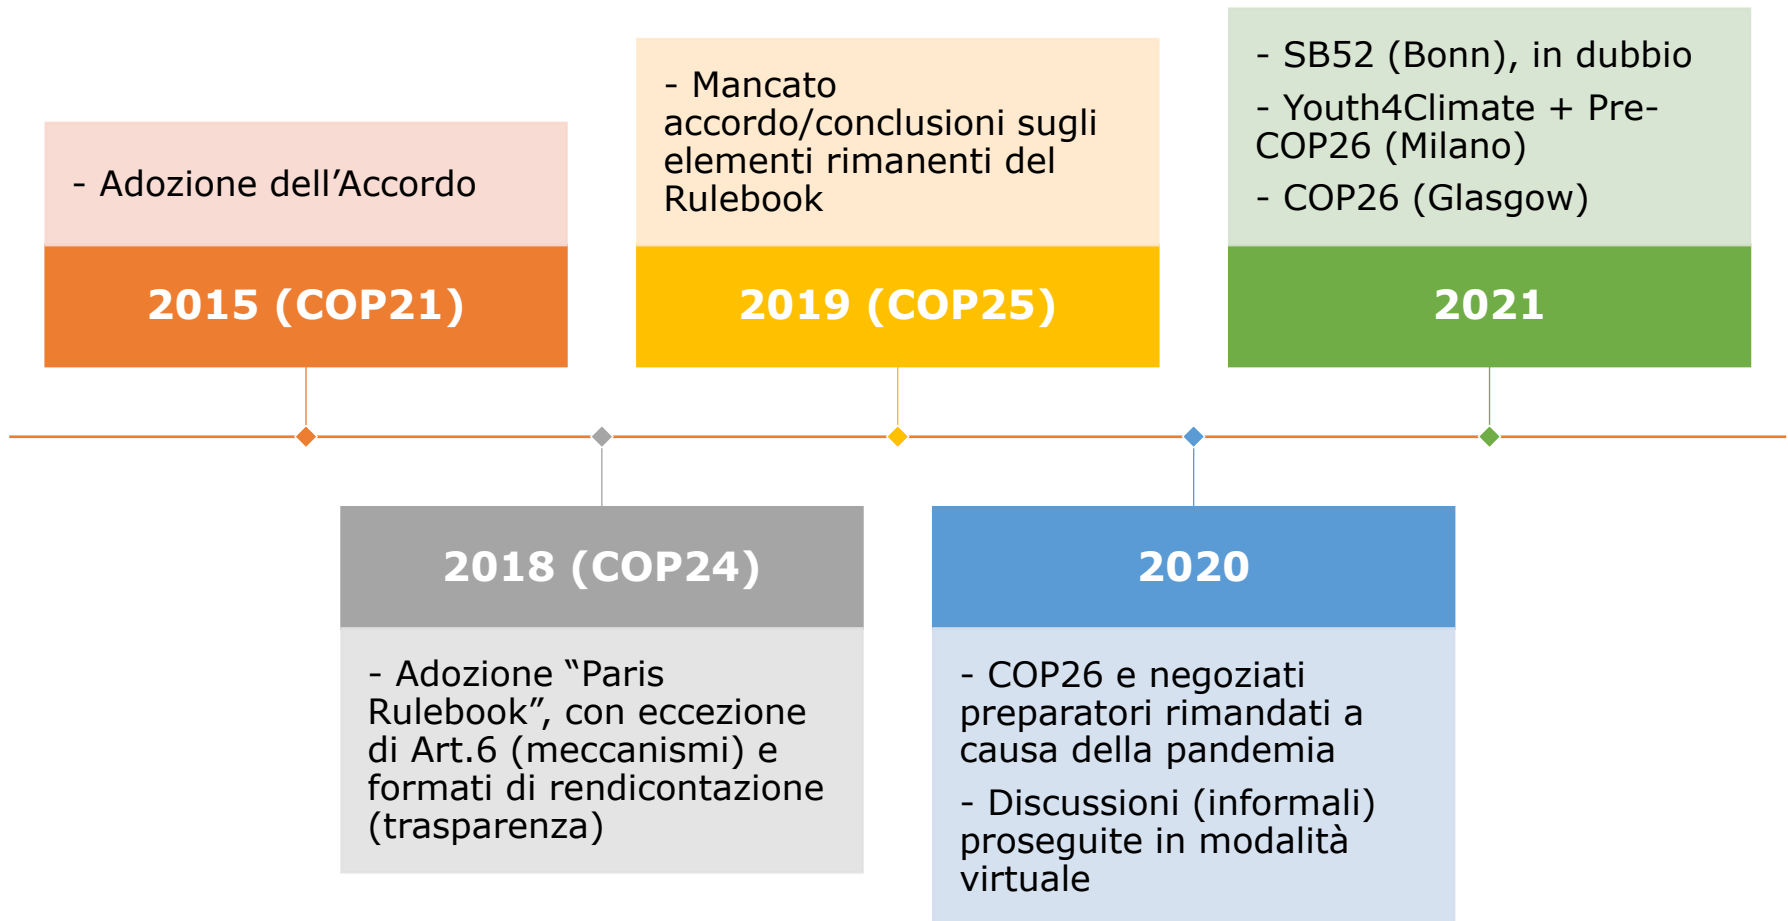 - Adozione dell’Accordo
2015 (COP21)
2018 (COP24)
- Adozione “Paris
Rulebook”, con eccezione
di Art.6 (meccanismi) e
formati di rendicontazione
(trasparenza)
- Mancato
accordo/conclusioni sugli
elementi rimanenti del
Rulebook
2019 (COP25)
2020
- COP26 e negoziati
preparatori rimandati a
causa della pandemia
- Discussioni (informali)
proseguite in modalità
virtuale
- SB52 (Bonn), in dubbio
- Youth4Climate + Pre-
COP26 (Milano)
- COP26 (Glasgow)
2021